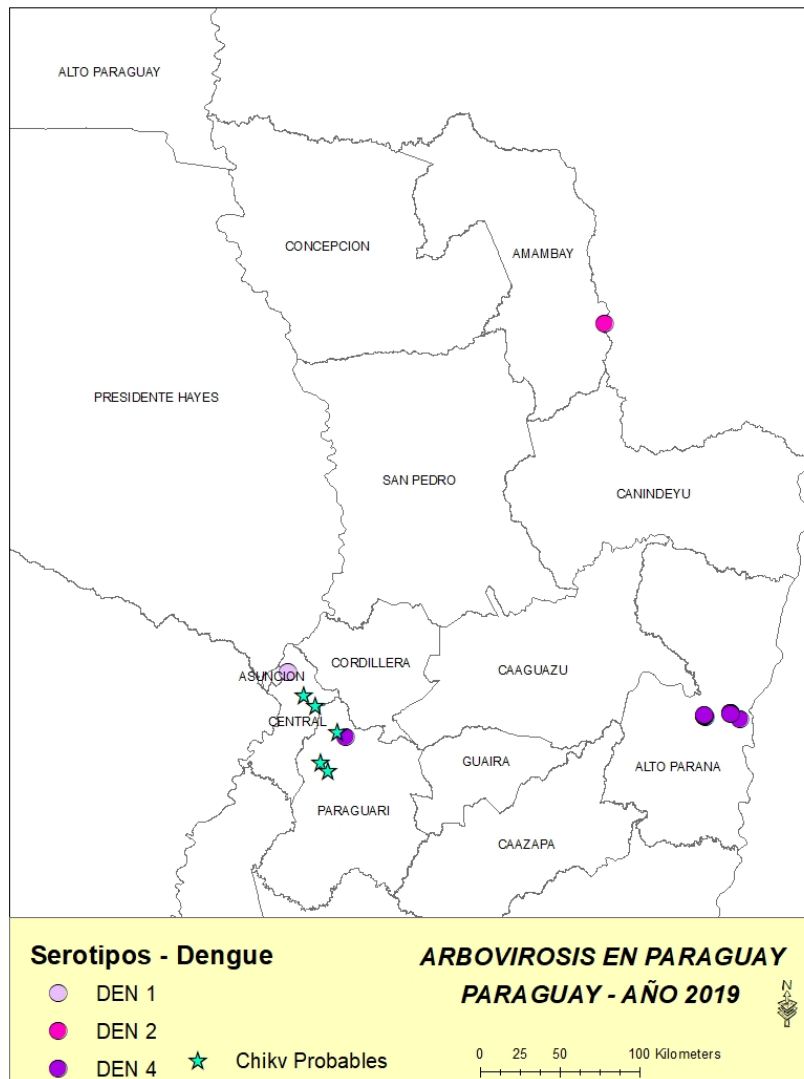 ALTO PARAGUAY
CONCEPCION
AMAMBAY
PRESIDENTE HAYES
SAN PEDRO
CANINDEYU
CORDILLERA
ASUNCION
CAAGUAZU
CENTRAL
GUAIRA
ALTO PARANA
PARAGUARI
CAAZAPA
Serotipos - Dengue
DEN 1
DEN 2
DEN 4
Chikv Probables
ARBOVIROSIS EN PARAGUAY
PARAGUAY - AÑO 2019
N
0 25 50 100 Kilometers